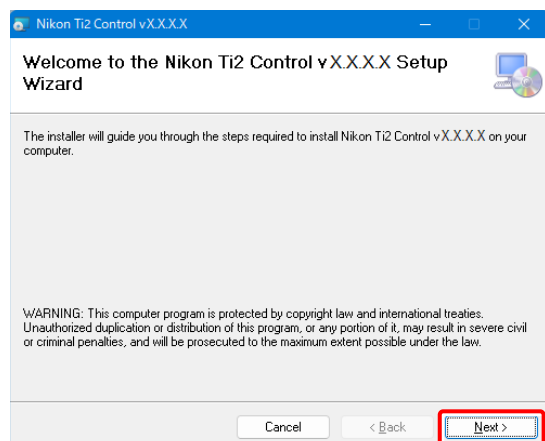 Nikon Ti2 Control vX.X.X.X
Welcome to the Nikon Ti2 Control vX.X.X.X Setup
Wizard
The installer will guide you through the steps required to install Nikon Ti2 Control vX.X.X.X on your
computer.
WARNING: This computer program is protected by copyright law and international treaties.
Unauthorized duplication or distribution of this program, or any portion of it, may result in severe civil
or criminal penalties, and will be prosecuted to the maximum extent possible under the law.
Cancel < Back Next >